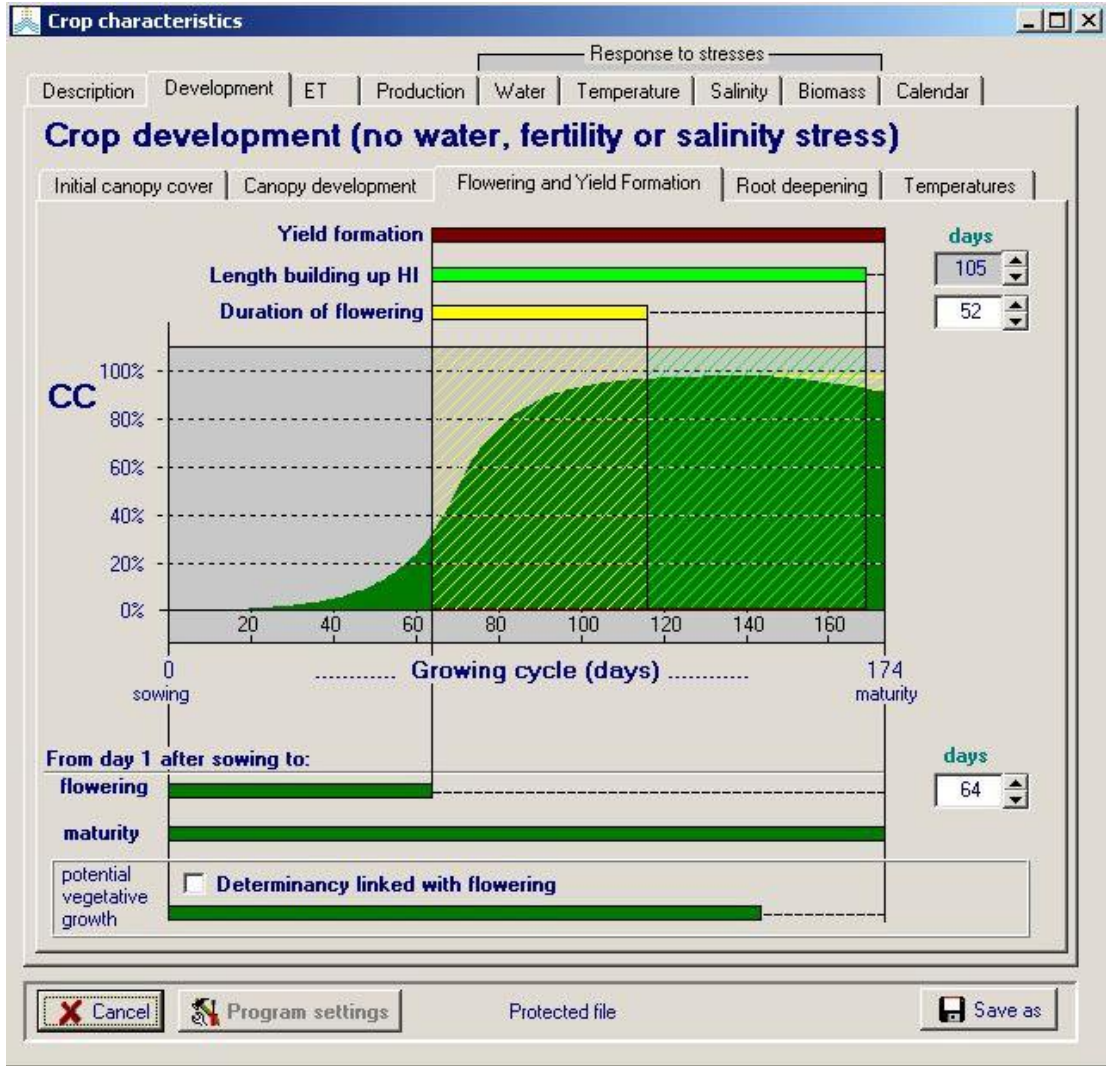 Crop characteristics
Response to stresses
Description Development ET Production Water Temperature Salinity Biomass Calendar
Crop development (no water, fertility or salinity stress)
Initial canopy cover Canopy development Flowering and Yield Formation Root deepening Temperatures
Yield formation days
Length building up HI 105
Duration of flowering 52
CC
100%
80%
60%
40%
20%
0%
20 40 60 80 100 120 140 160
0 ............ Growing cycle (days) ............ 174
sowing maturity
From day 1 after sowing to: days
flowering 64
maturity
potential
vegetative
growth
Determinancy linked with flowering
Cancel Program settings Protected file Save as